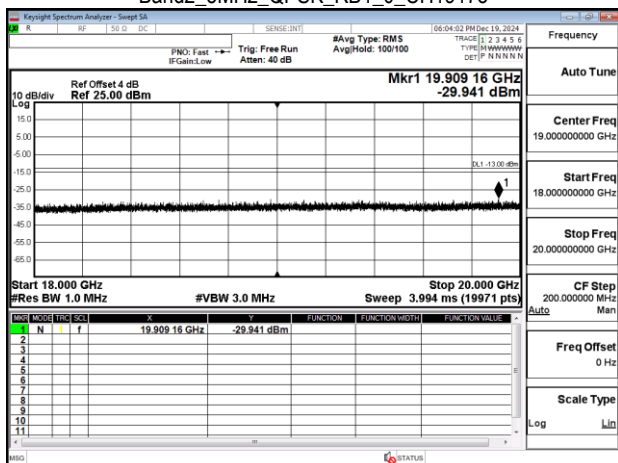 Keysight Spectrum Analyzer - Swept SA
R RF 50 Ω DC SENSE:INT 06:04:02 PM Dec 19, 2024
#Avg Type: RMS TRACE 1 2 3 4 5 6
PNO: Fast Trig: Free Run Avg|Hold: 100/100 TYPE M WWWWW
IFGain:Low Atten: 40 dB DET P NNNNN
Frequency
Auto Tune
Mkr1 19.909 16 GHz
Ref Offset 4 dB
10 dB/div Ref 25.00 dBm -29.941 dBm
Log
15.0
5.00
-5.00
DL1 -13.00 dBm
-15.0
1
-25.0
-35.0
-45.0
-55.0
-65.0
Start 18.000 GHz Stop 20.000 GHz
#Res BW 1.0 MHz #VBW 3.0 MHz Sweep 3.994 ms (19971 pts)
MKR MODE TRC SCL X Y FUNCTION FUNCTION WIDTH FUNCTION VALUE
1 N 1 f 19.909 16 GHz -29.941 dBm
2
3
4
5
6
7
8
9
10
11
Center Freq
19.000000000 GHz
Start Freq
18.000000000 GHz
Stop Freq
20.000000000 GHz
CF Step
200.000000 MHz
Auto Man
Freq Offset
0 Hz
Scale Type
Log Lin
MSG STATUS